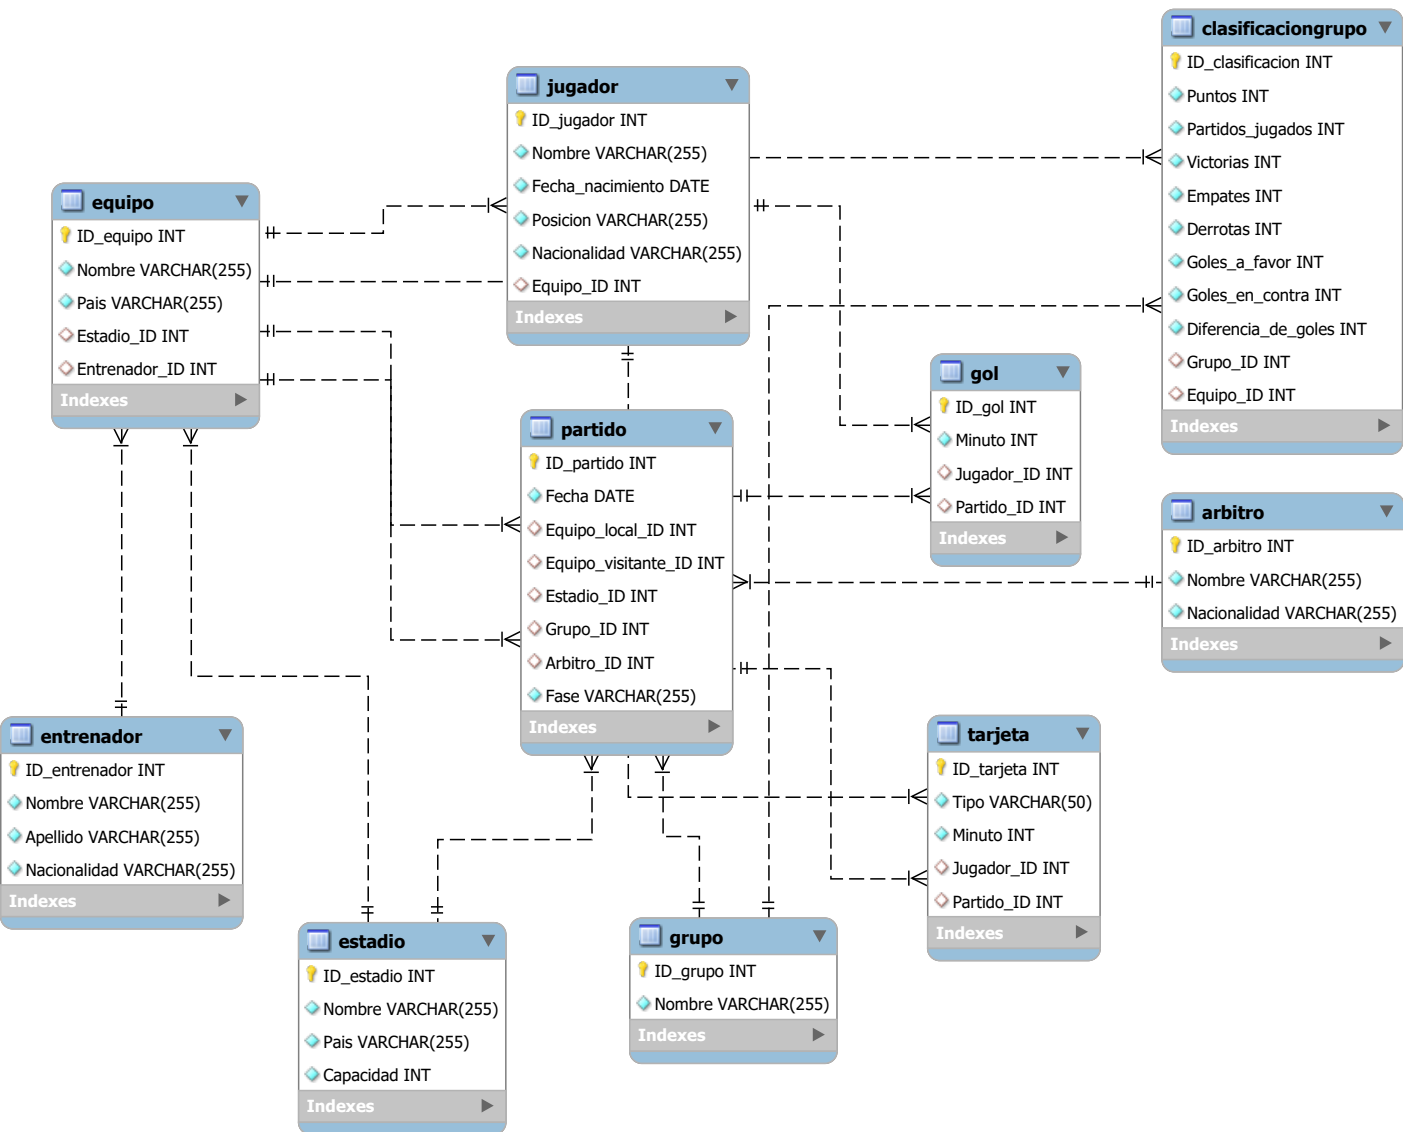 clasificaciongrupo
ID_clasificacion INT
Puntos INT
Partidos_jugados INT
Victorias INT
Empates INT
Derrotas INT
Goles_a_favor INT
Goles_en_contra INT
Diferencia_de_goles INT
Grupo_ID INT
Equipo_ID INT
Indexes
jugador
ID_jugador INT
Nombre VARCHAR(255)
Fecha_nacimiento DATE
Posicion VARCHAR(255)
Nacionalidad VARCHAR(255)
Equipo_ID INT
Indexes
equipo
ID_equipo INT
Nombre VARCHAR(255)
Pais VARCHAR(255)
Estadio_ID INT
Entrenador_ID INT
Indexes
gol
ID_gol INT
Minuto INT
Jugador_ID INT
Partido_ID INT
Indexes
partido
ID_partido INT
Fecha DATE
Equipo_local_ID INT
Equipo_visitante_ID INT
Estadio_ID INT
Grupo_ID INT
Arbitro_ID INT
Fase VARCHAR(255)
Indexes
arbitro
ID_arbitro INT
Nombre VARCHAR(255)
Nacionalidad VARCHAR(255)
Indexes
entrenador
ID_entrenador INT
Nombre VARCHAR(255)
Apellido VARCHAR(255)
Nacionalidad VARCHAR(255)
Indexes
tarjeta
ID_tarjeta INT
Tipo VARCHAR(50)
Minuto INT
Jugador_ID INT
Partido_ID INT
Indexes
estadio
ID_estadio INT
Nombre VARCHAR(255)
Pais VARCHAR(255)
Capacidad INT
Indexes
grupo
ID_grupo INT
Nombre VARCHAR(255)
Indexes